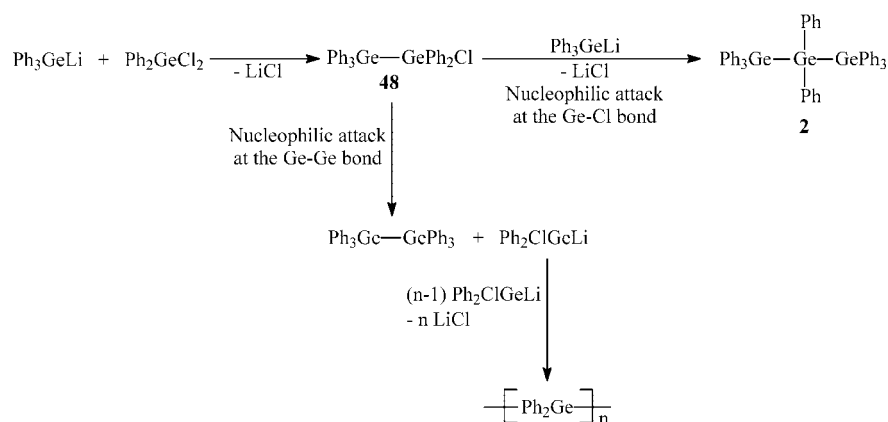 Ph₃GeLi + Ph₂GeCl₂
- LiCl
Ph₃Ge—GePh₂Cl
48
Ph₃GeLi
- LiCl
Nucleophilic attack
at the Ge-Cl bond
Ph
Ph₃Ge—Ge—GePh₃
Ph
2
Nucleophilic attack
at the Ge-Ge bond
Ph₃Ge—GePh₃ + Ph₂ClGeLi
(n-1) Ph₂ClGeLi
- n LiCl
[Ph₂Ge]n